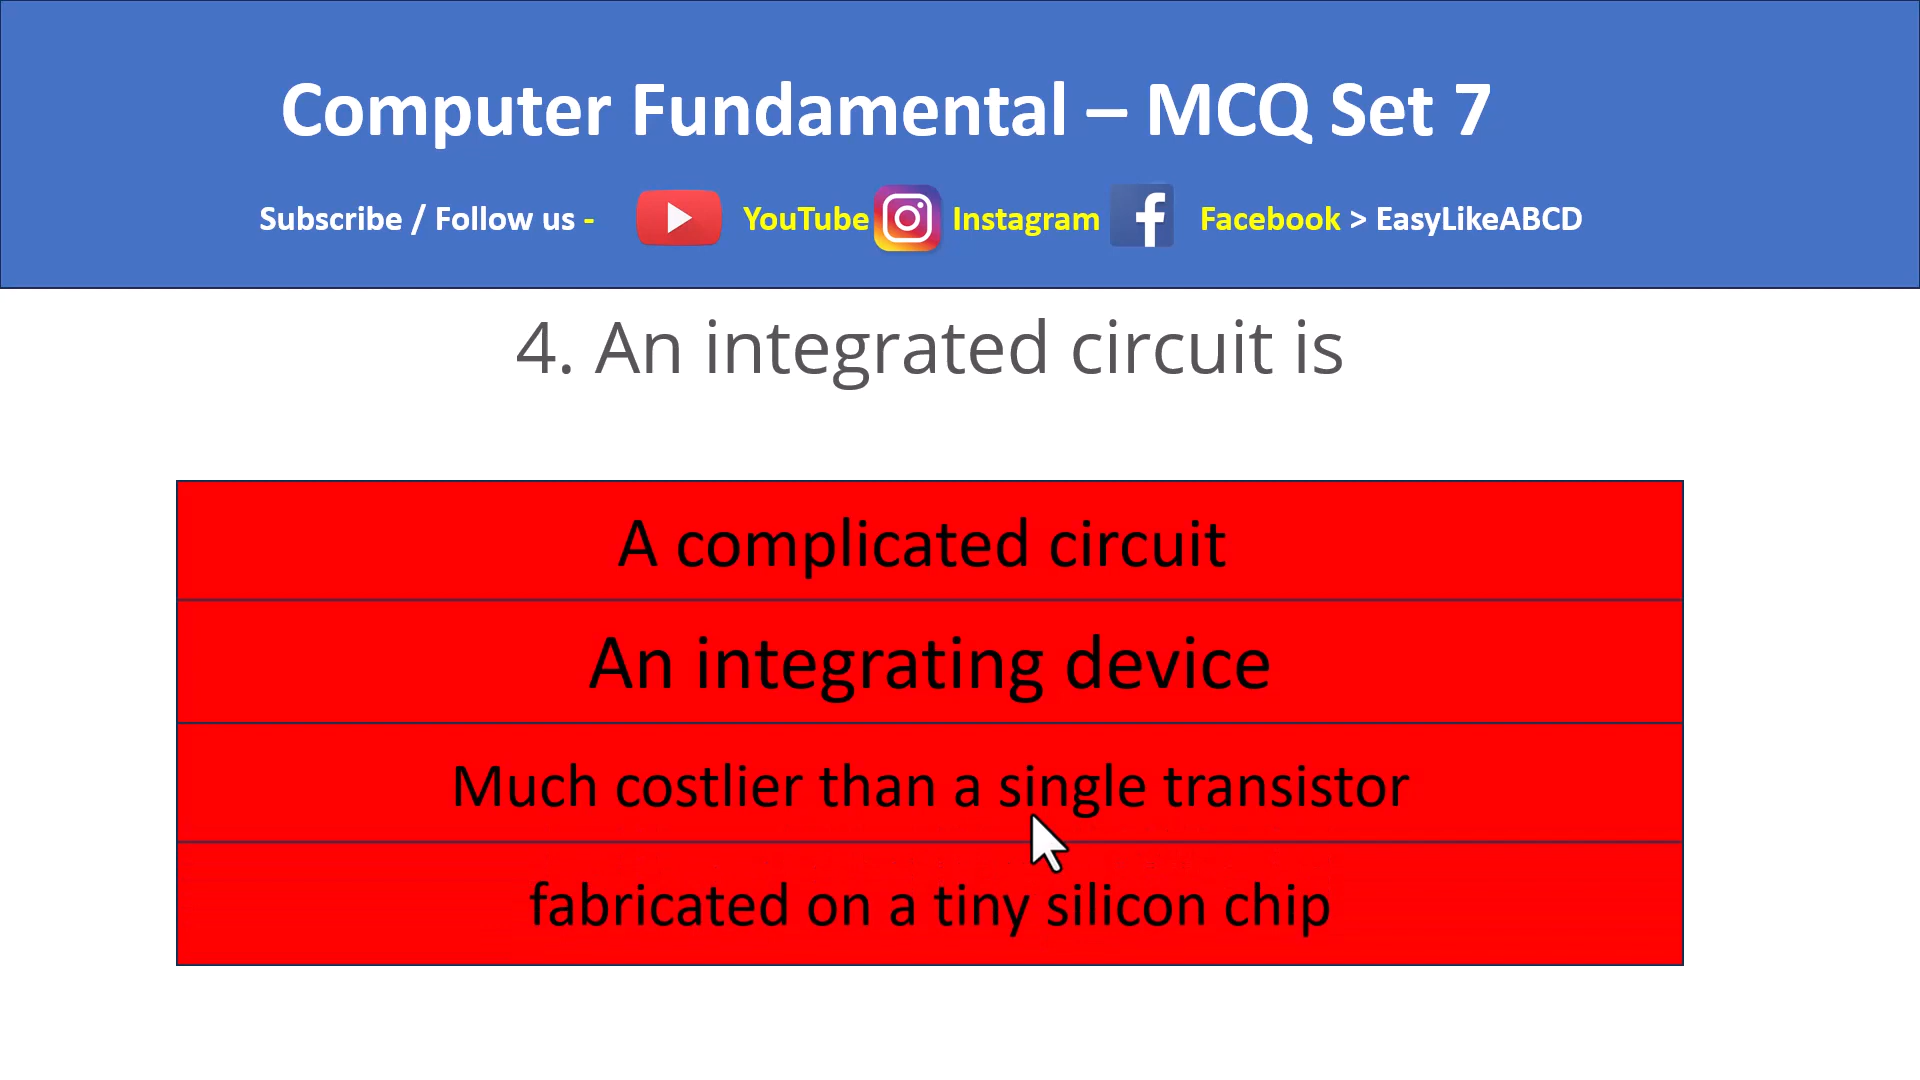 Computer Fundamental – MCQ Set 7
Subscribe / Follow us - YouTube Instagram Facebook > EasyLikeABCD
4. An integrated circuit is
A complicated circuit
An integrating device
Much costlier than a single transistor
fabricated on a tiny silicon chip